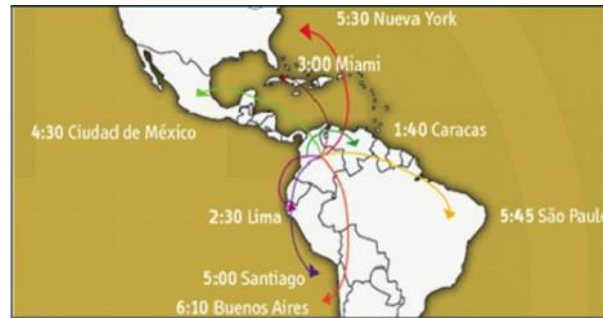 5:30 Nueva York
3:00 Miami
4:30 Ciudad de México
1:40 Caracas
2:30 Lima
5:45 São Paulo
5:00 Santiago
6:10 Buenos Aires